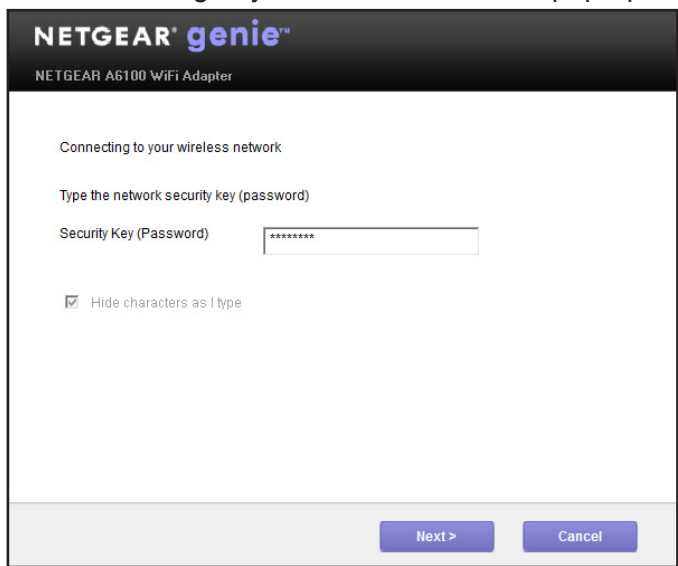 NETGEAR® genie™
NETGEAR A6100 WiFi Adapter
Connecting to your wireless network
Type the network security key (password)
Security Key (Password) ********
Hide characters as I type
Next > Cancel